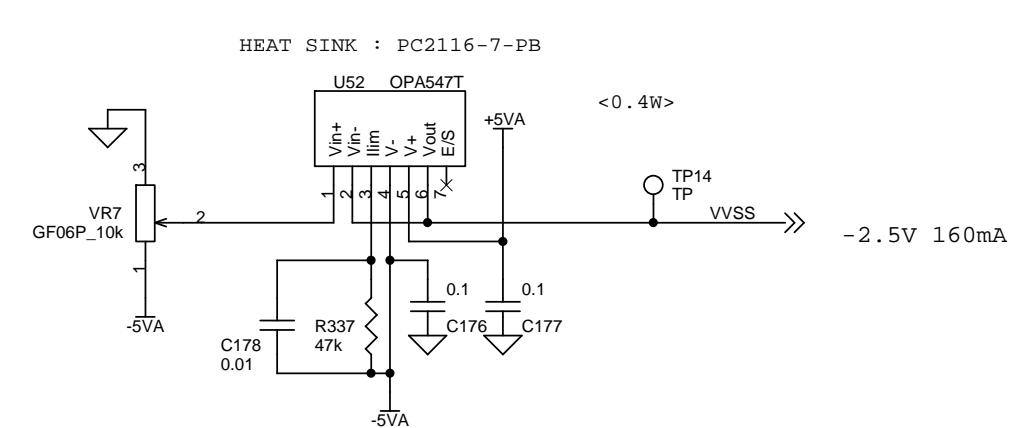 HEAT SINK : PC2116-7-PB
U52 OPA547T
<0.4W>
+5VA
Vin+
Vin-
Ilim
V-
V+
Vout
E/S
1
2
3
4
5
6
7
3
VR7
GF06P_10k
2
1
-5VA
TP14
TP
VVSS
-2.5V 160mA
0.1
C176
0.1
C177
R337
47k
C178
0.01
-5VA